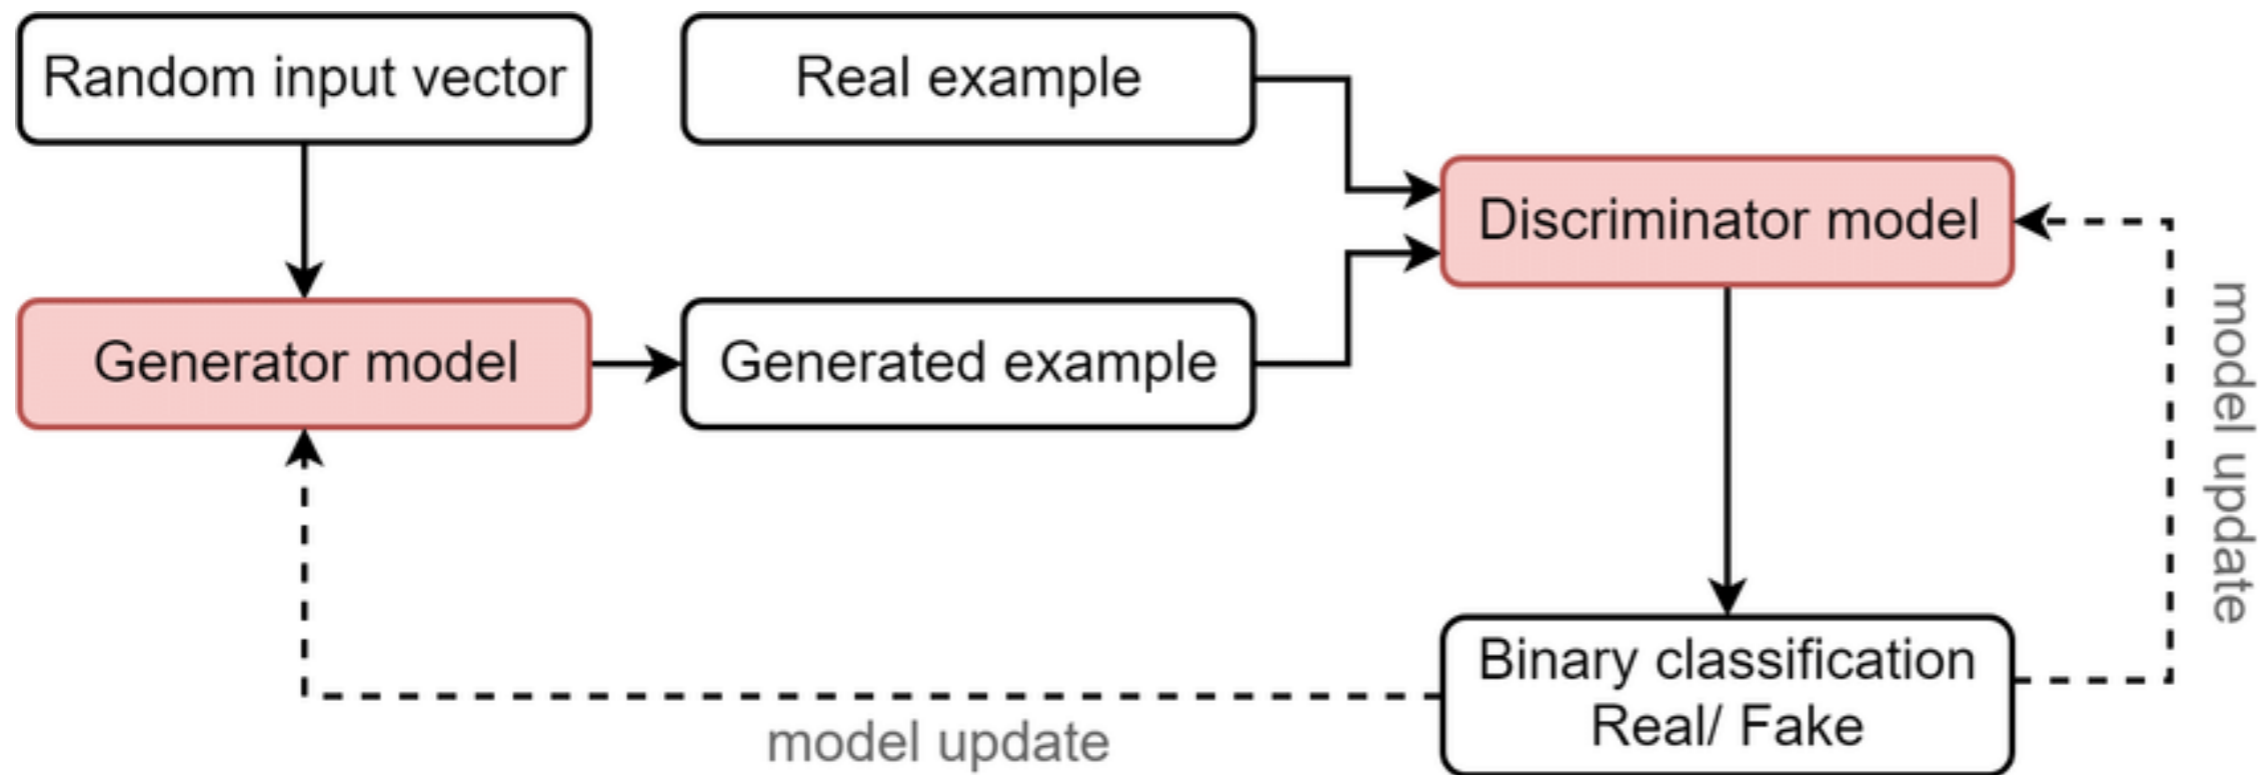 Random input vector
Real example
Discriminator model
Generator model
Generated example
model update
Binary classification
Real/ Fake
model update